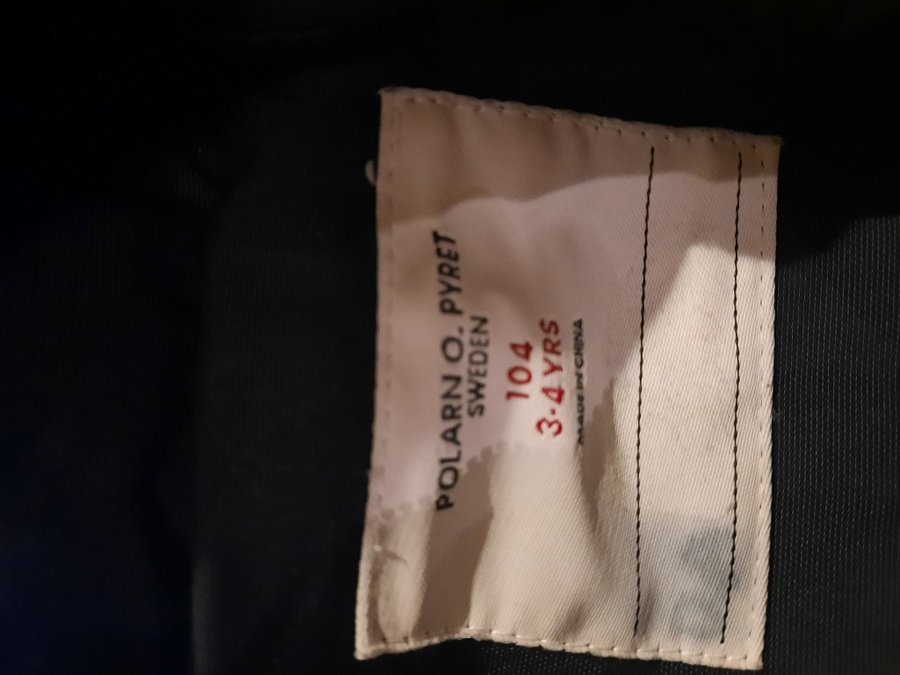 POLARN O. PYRET
SWEDEN
104
3-4 YRS
MADE IN CHINA